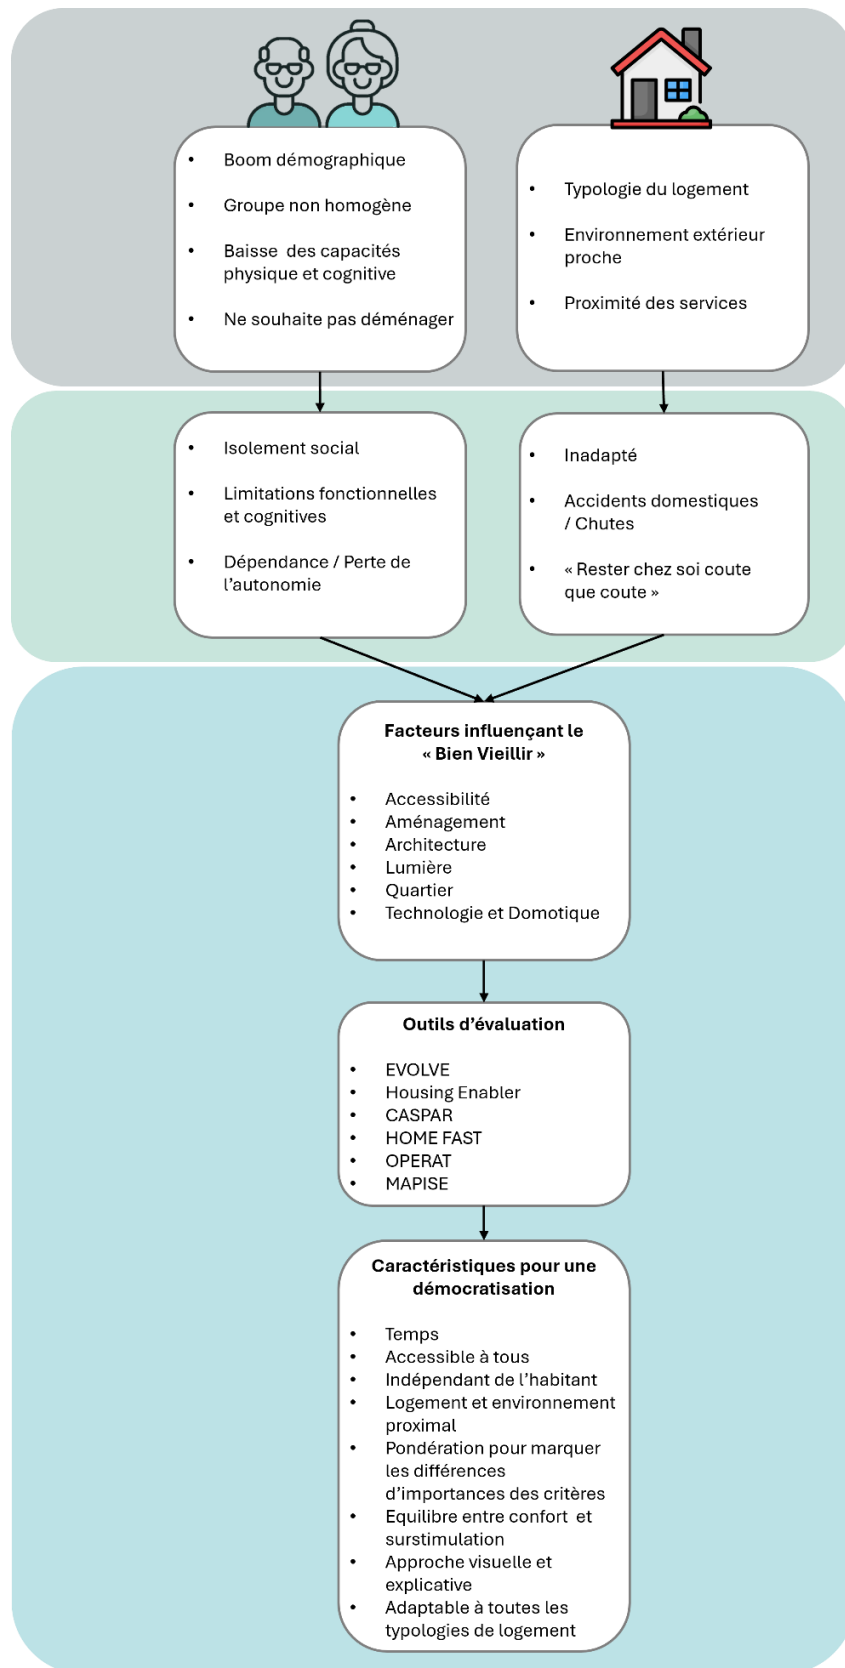 • Boom démographique
• Groupe non homogène
• Baisse des capacités
physique et cognitive
• Ne souhaite pas déménager
• Typologie du logement
• Environnement extérieur
proche
• Proximité des services
• Isolement social
• Limitations fonctionnelles
et cognitives
• Dépendance / Perte de
l’autonomie
• Inadapté
• Accidents domestiques
/ Chutes
• « Rester chez soi coute
que coute »
Facteurs influençant le
« Bien Vieillir »
• Accessibilité
• Aménagement
• Architecture
• Lumière
• Quartier
• Technologie et Domotique
Outils d’évaluation
• EVOLVE
• Housing Enabler
• CASPAR
• HOME FAST
• OPERAT
• MAPISE
Caractéristiques pour une
démocratisation
• Temps
• Accessible à tous
• Indépendant de l’habitant
• Logement et environnement
proximal
• Pondération pour marquer
les différences
d’importances des critères
• Equilibre entre confort et
surstimulation
• Approche visuelle et
explicative
• Adaptable à toutes les
typologies de logement